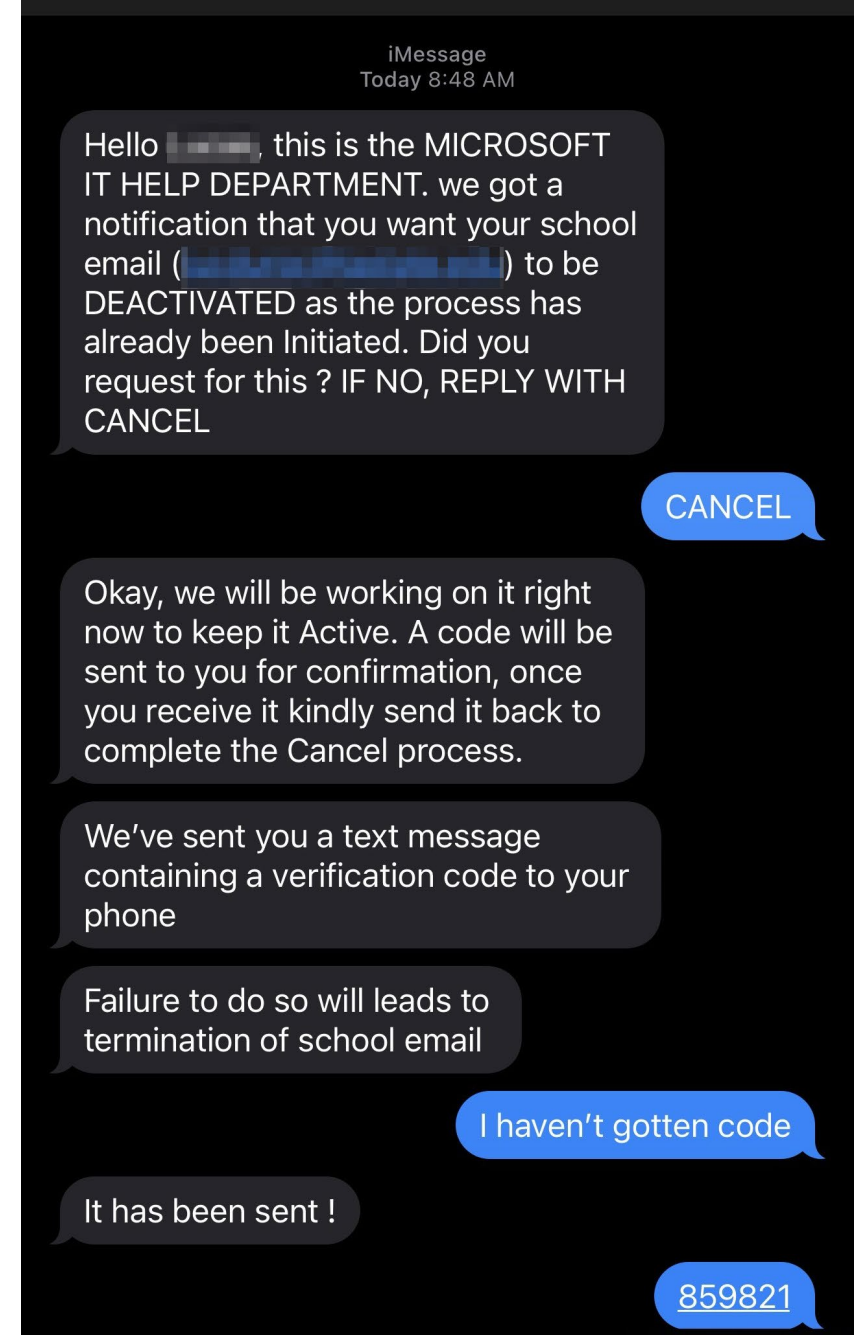 iMessage
Today 8:48 AM
Hello , this is the MICROSOFT
IT HELP DEPARTMENT. we got a
notification that you want your school
email () to be
DEACTIVATED as the process has
already been Initiated. Did you
request for this ? IF NO, REPLY WITH
CANCEL
CANCEL
Okay, we will be working on it right
now to keep it Active. A code will be
sent to you for confirmation, once
you receive it kindly send it back to
complete the Cancel process.
We’ve sent you a text message
containing a verification code to your
phone
Failure to do so will leads to
termination of school email
I haven’t gotten code
It has been sent !
859821